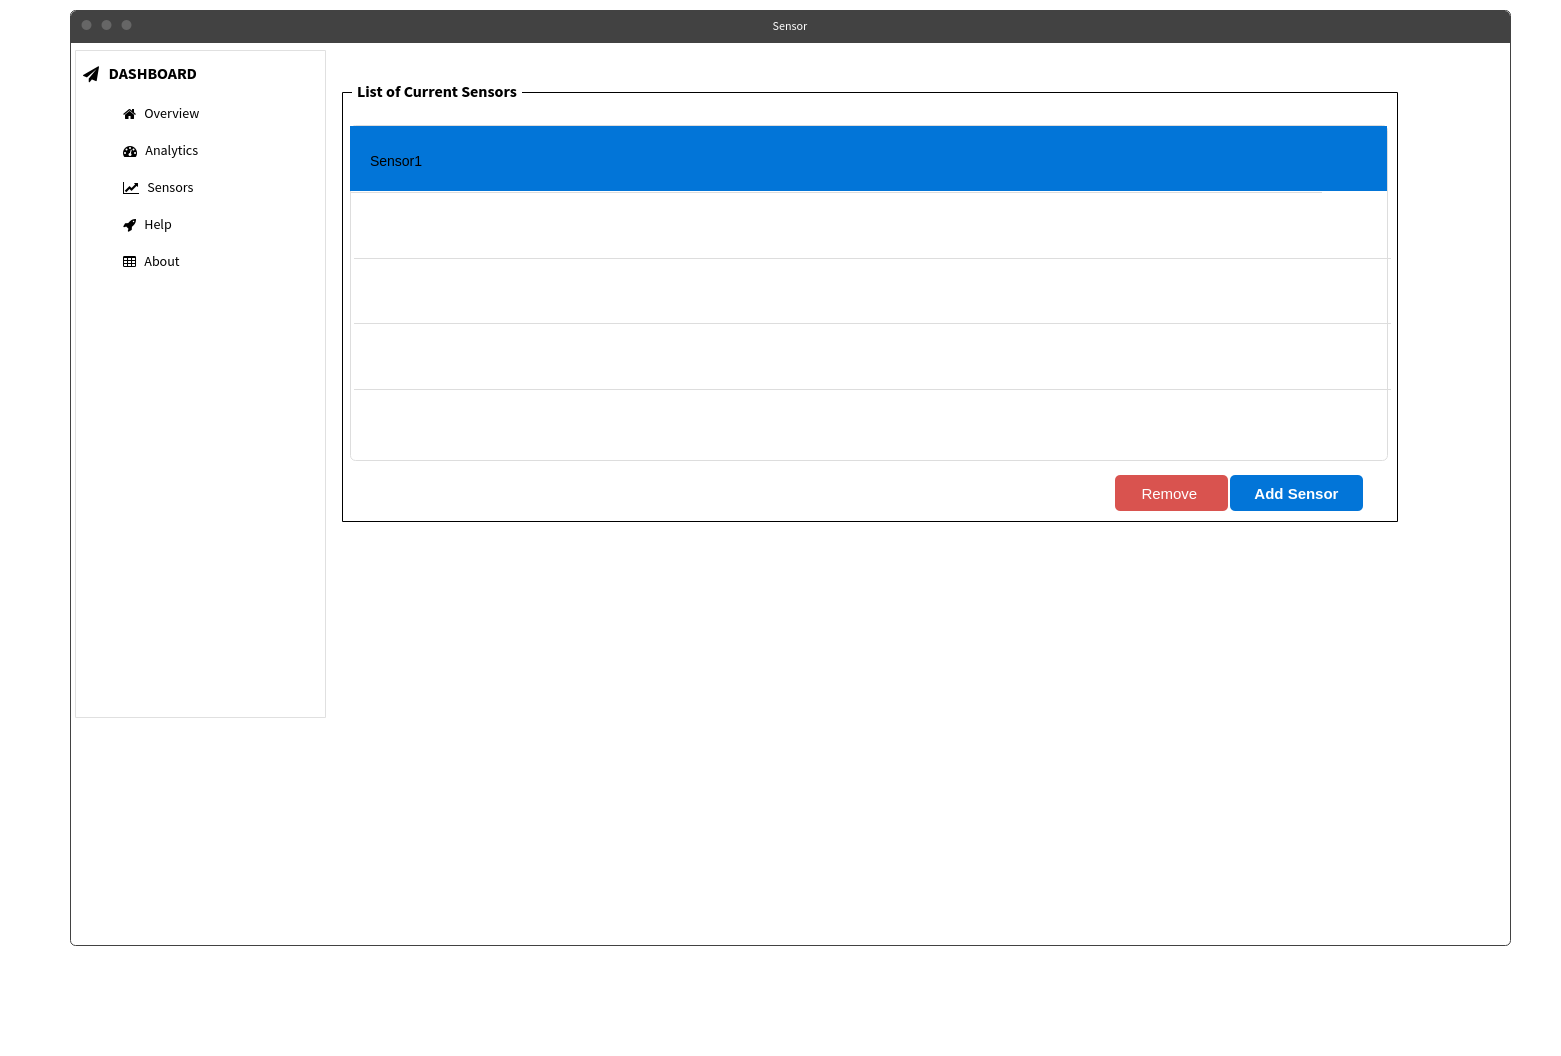 Sensor
DASHBOARD
Overview
Analytics
Sensors
Help
About
List of Current Sensors
Sensor1
Remove
Add Sensor